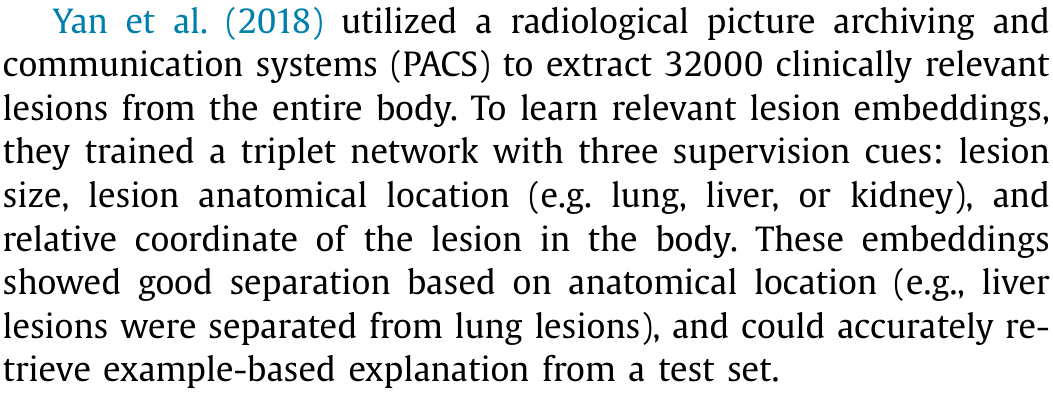 Yan et al. (2018) utilized a radiological picture archiving and
communication systems (PACS) to extract 32000 clinically relevant
lesions from the entire body. To learn relevant lesion embeddings,
they trained a triplet network with three supervision cues: lesion
size, lesion anatomical location (e.g. lung, liver, or kidney), and
relative coordinate of the lesion in the body. These embeddings
showed good separation based on anatomical location (e.g., liver
lesions were separated from lung lesions), and could accurately re-
trieve example-based explanation from a test set.